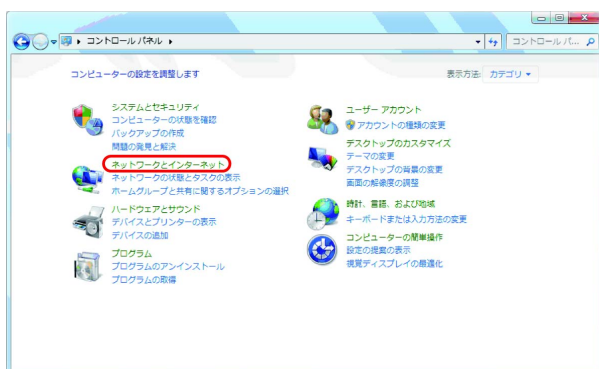 コントロール パネル
コントロール パ...
コンピューターの設定を調整します
表示方法: カテゴリ
システムとセキュリティ
コンピューターの状態を確認
バックアップの作成
問題の発見と解決
ネットワークとインターネット
ネットワークの状態とタスクの表示
ホームグループと共有に関するオプションの選択
ハードウェアとサウンド
デバイスとプリンターの表示
デバイスの追加
プログラム
プログラムのアンインストール
プログラムの取得
ユーザー アカウント
アカウントの種類の変更
デスクトップのカスタマイズ
テーマの変更
デスクトップの背景の変更
画面の解像度の調整
時計、言語、および地域
キーボードまたは入力方法の変更
コンピューターの簡単操作
設定の提案の表示
視覚ディスプレイの最適化